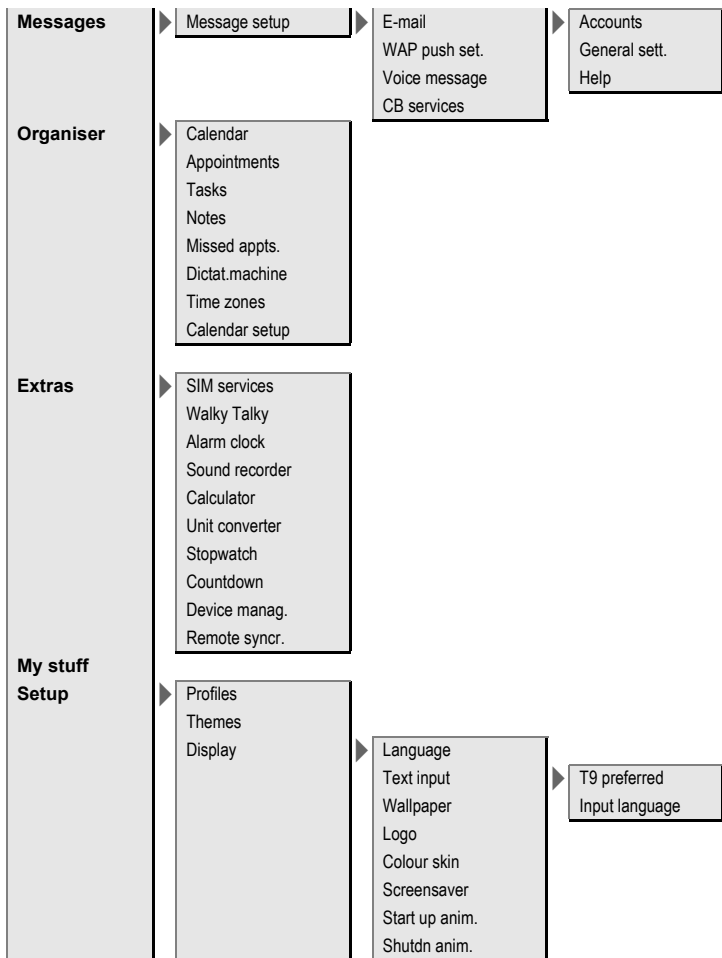 Messages Message setup E-mail Accounts
WAP push set. General sett.
Voice message Help
CB services
Organiser Calendar
Appointments
Tasks
Notes
Missed appts.
Dictat.machine
Time zones
Calendar setup
Extras SIM services
Walky Talky
Alarm clock
Sound recorder
Calculator
Unit converter
Stopwatch
Countdown
Device manag.
Remote syncr.
My stuff
Setup Profiles
Themes
Display Language
Text input T9 preferred
Wallpaper Input language
Logo
Colour skin
Screensaver
Start up anim.
Shutdn anim.